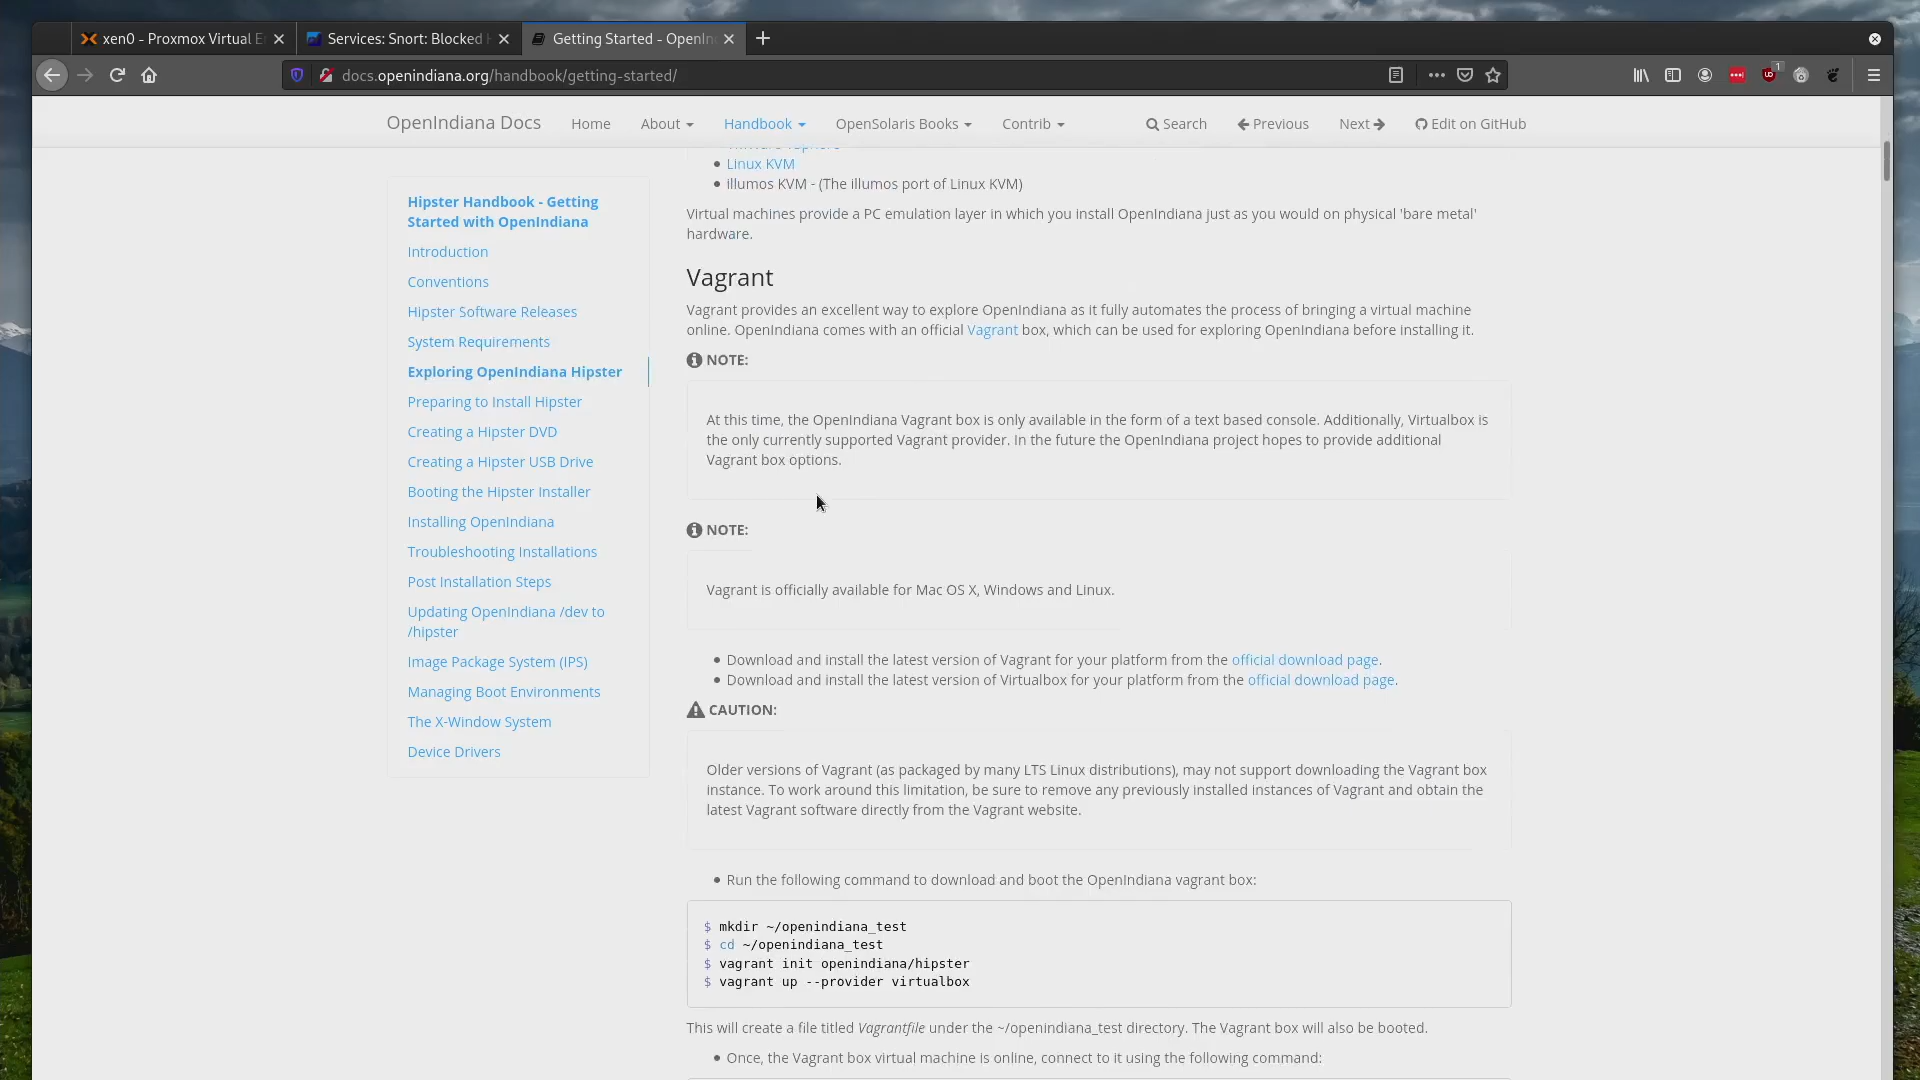 xen0 - Proxmox Virtual E
Services: Snort: Blocked
Getting Started - OpenIn
docs.openindiana.org/handbook/getting-started/
1
OpenIndiana Docs
Home
About
Handbook
OpenSolaris Books
Contrib
Search
Previous
Next
Edit on GitHub
Hipster Handbook - Getting
Started with OpenIndiana
Introduction
Conventions
Hipster Software Releases
System Requirements
Exploring OpenIndiana Hipster
Preparing to Install Hipster
Creating a Hipster DVD
Creating a Hipster USB Drive
Booting the Hipster Installer
Installing OpenIndiana
Troubleshooting Installations
Post Installation Steps
Updating OpenIndiana /dev to
/hipster
Image Package System (IPS)
Managing Boot Environments
The X-Window System
Device Drivers
• Linux KVM
• illumos KVM - (The illumos port of Linux KVM)
Virtual machines provide a PC emulation layer in which you install OpenIndiana just as you would on physical 'bare metal'
hardware.
Vagrant
Vagrant provides an excellent way to explore OpenIndiana as it fully automates the process of bringing a virtual machine
online. OpenIndiana comes with an official Vagrant box, which can be used for exploring OpenIndiana before installing it.
NOTE:
At this time, the OpenIndiana Vagrant box is only available in the form of a text based console. Additionally, Virtualbox is
the only currently supported Vagrant provider. In the future the OpenIndiana project hopes to provide additional
Vagrant box options.
NOTE:
Vagrant is officially available for Mac OS X, Windows and Linux.
• Download and install the latest version of Vagrant for your platform from the official download page.
• Download and install the latest version of Virtualbox for your platform from the official download page.
CAUTION:
Older versions of Vagrant (as packaged by many LTS Linux distributions), may not support downloading the Vagrant box
instance. To work around this limitation, be sure to remove any previously installed instances of Vagrant and obtain the
latest Vagrant software directly from the Vagrant website.
• Run the following command to download and boot the OpenIndiana vagrant box:
$ mkdir ~/openindiana_test
$ cd ~/openindiana_test
$ vagrant init openindiana/hipster
$ vagrant up --provider virtualbox
This will create a file titled Vagrantfile under the ~/openindiana_test directory. The Vagrant box will also be booted.
• Once, the Vagrant box virtual machine is online, connect to it using the following command: